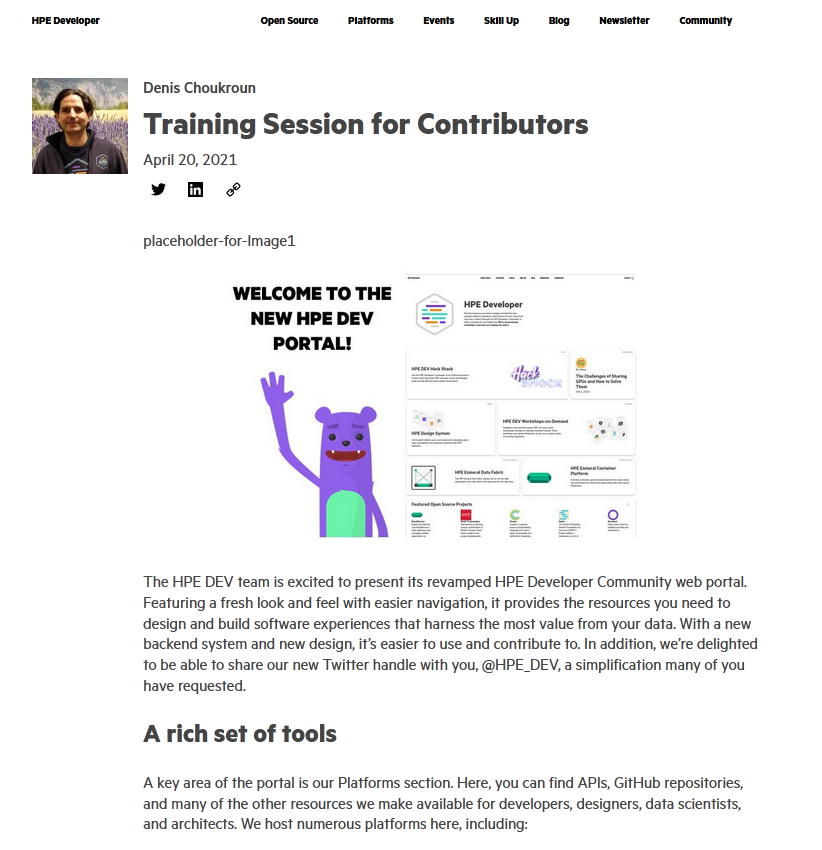 HPE Developer
Open Source
Platforms
Events
Skill Up
Blog
Newsletter
Community
Denis Choukroun
Training Session for Contributors
April 20, 2021
placeholder-for-Image1
WELCOME TO THE
NEW HPE DEV
PORTAL!
HPE Developer
HPE DEV Hack Shack
Hack
SHACK
The Challenges of Sharing
GPUs and How to Solve
Them
HPE Design System
HPE DEV Workshops-on-Demand
HPE Ezmeral Data Fabric
HPE Ezmeral Container
Platform
Featured Open Source Projects
The HPE DEV team is excited to present its revamped HPE Developer Community web portal.
Featuring a fresh look and feel with easier navigation, it provides the resources you need to
design and build software experiences that harness the most value from your data. With a new
backend system and new design, it's easier to use and contribute to. In addition, we're delighted
to be able to share our new Twitter handle with you, @HPE_DEV, a simplification many of you
have requested.
A rich set of tools
A key area of the portal is our Platforms section. Here, you can find APIs, GitHub repositories,
and many of the other resources we make available for developers, designers, data scientists,
and architects. We host numerous platforms here, including: